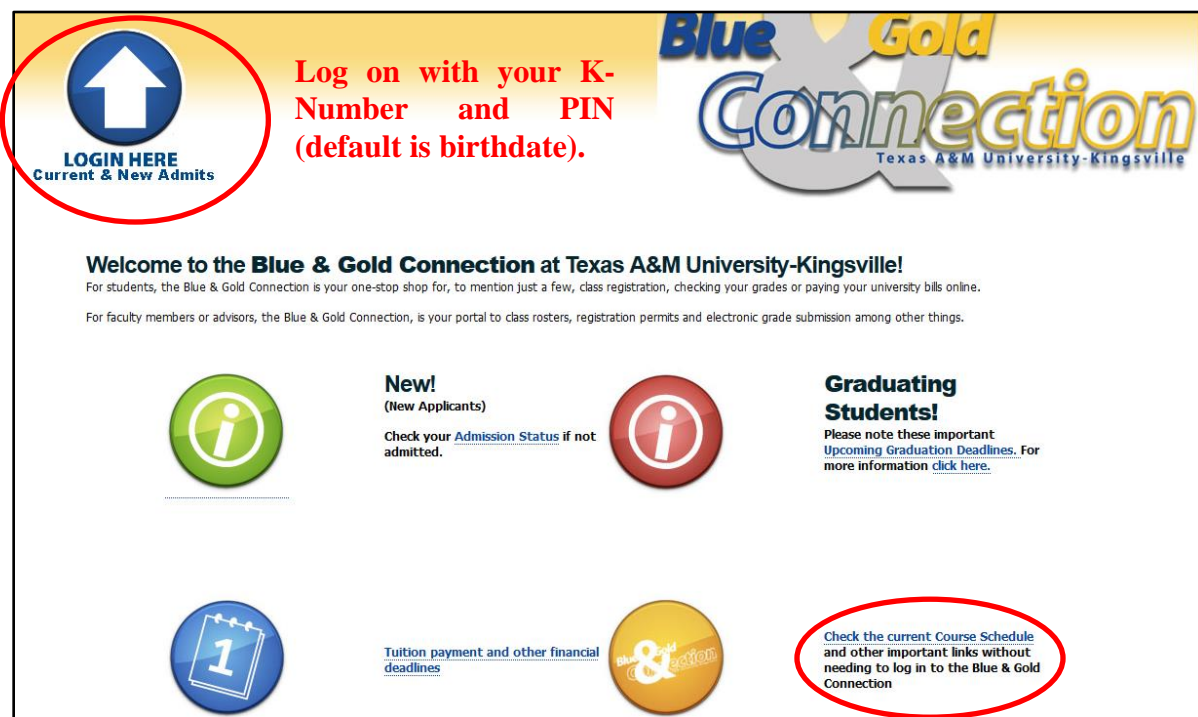 Blue & Gold
Connection
Texas A&M University-Kingsville
LOGIN HERE
Current & New Admits
Log on with your K-
Number and PIN
(default is birthdate).
Welcome to the Blue & Gold Connection at Texas A&M University-Kingsville!
For students, the Blue & Gold Connection is your one-stop shop for, to mention just a few, class registration, checking your grades or paying your university bills online.
For faculty members or advisors, the Blue & Gold Connection, is your portal to class rosters, registration permits and electronic grade submission among other things.
i
New!
(New Applicants)
Check your Admission Status if not
admitted.
i
Graduating
Students!
Please note these important
Upcoming Graduation Deadlines. For
more information click here.
1
Tuition payment and other financial
deadlines
Blue & Gold
Connection
Check the current Course Schedule
and other important links without
needing to log in to the Blue & Gold
Connection